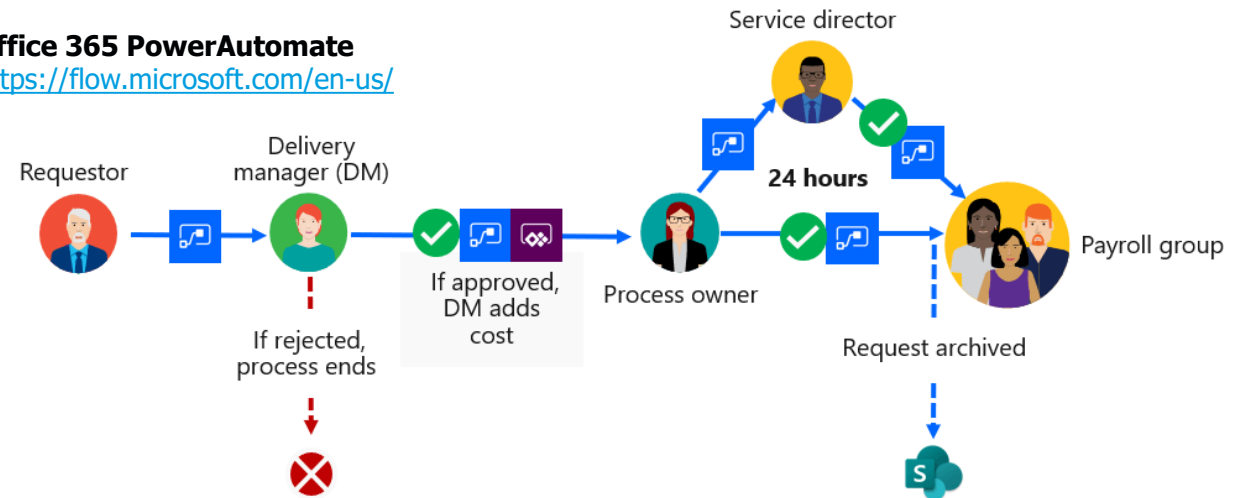 Service director
ffice 365 PowerAutomate
tps://flow.microsoft.com/en-us/
Delivery
manager (DM)
Requestor
24 hours
Payroll group
If approved,
DM adds
cost
Process owner
If rejected,
process ends
Request archived
S